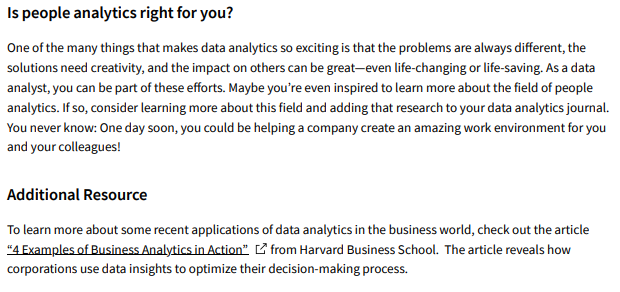 Is people analytics right for you?
One of the many things that makes data analytics so exciting is that the problems are always different, the
solutions need creativity, and the impact on others can be great—even life-changing or life-saving. As a data
analyst, you can be part of these efforts. Maybe you’re even inspired to learn more about the field of people
analytics. If so, consider learning more about this field and adding that research to your data analytics journal.
You never know: One day soon, you could be helping a company create an amazing work environment for you
and your colleagues!
Additional Resource
To learn more about some recent applications of data analytics in the business world, check out the article
“4 Examples of Business Analytics in Action” from Harvard Business School. The article reveals how
corporations use data insights to optimize their decision-making process.